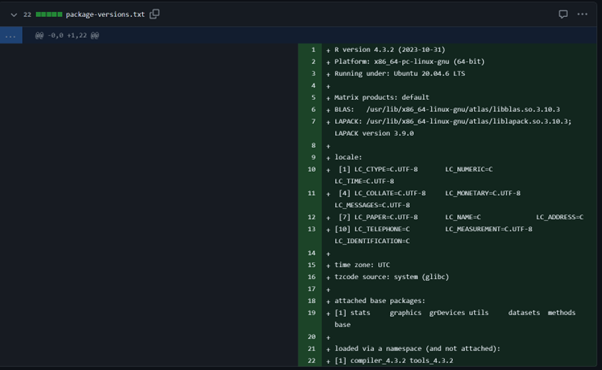 22 package-versions.txt
... @@ -0,0 +1,22 @@
1 + R version 4.3.2 (2023-10-31)
2 + Platform: x86_64-pc-linux-gnu (64-bit)
3 + Running under: Ubuntu 20.04.6 LTS
4 +
5 + Matrix products: default
6 + BLAS:   /usr/lib/x86_64-linux-gnu/atlas/libblas.so.3.10.3
7 + LAPACK: /usr/lib/x86_64-linux-gnu/atlas/liblapack.so.3.10.3;
LAPACK version 3.9.0
8 +
9 + locale:
10 +  [1] LC_CTYPE=C.UTF-8       LC_NUMERIC=C
LC_TIME=C.UTF-8
11 +  [4] LC_COLLATE=C.UTF-8     LC_MONETARY=C.UTF-8
LC_MESSAGES=C.UTF-8
12 +  [7] LC_PAPER=C.UTF-8       LC_NAME=C              LC_ADDRESS=C
13 + [10] LC_TELEPHONE=C         LC_MEASUREMENT=C.UTF-8
LC_IDENTIFICATION=C
14 +
15 + time zone: UTC
16 + tzcode source: system (glibc)
17 +
18 + attached base packages:
19 + [1] stats     graphics  grDevices utils     datasets  methods
base
20 +
21 + loaded via a namespace (and not attached):
22 + [1] compiler_4.3.2 tools_4.3.2